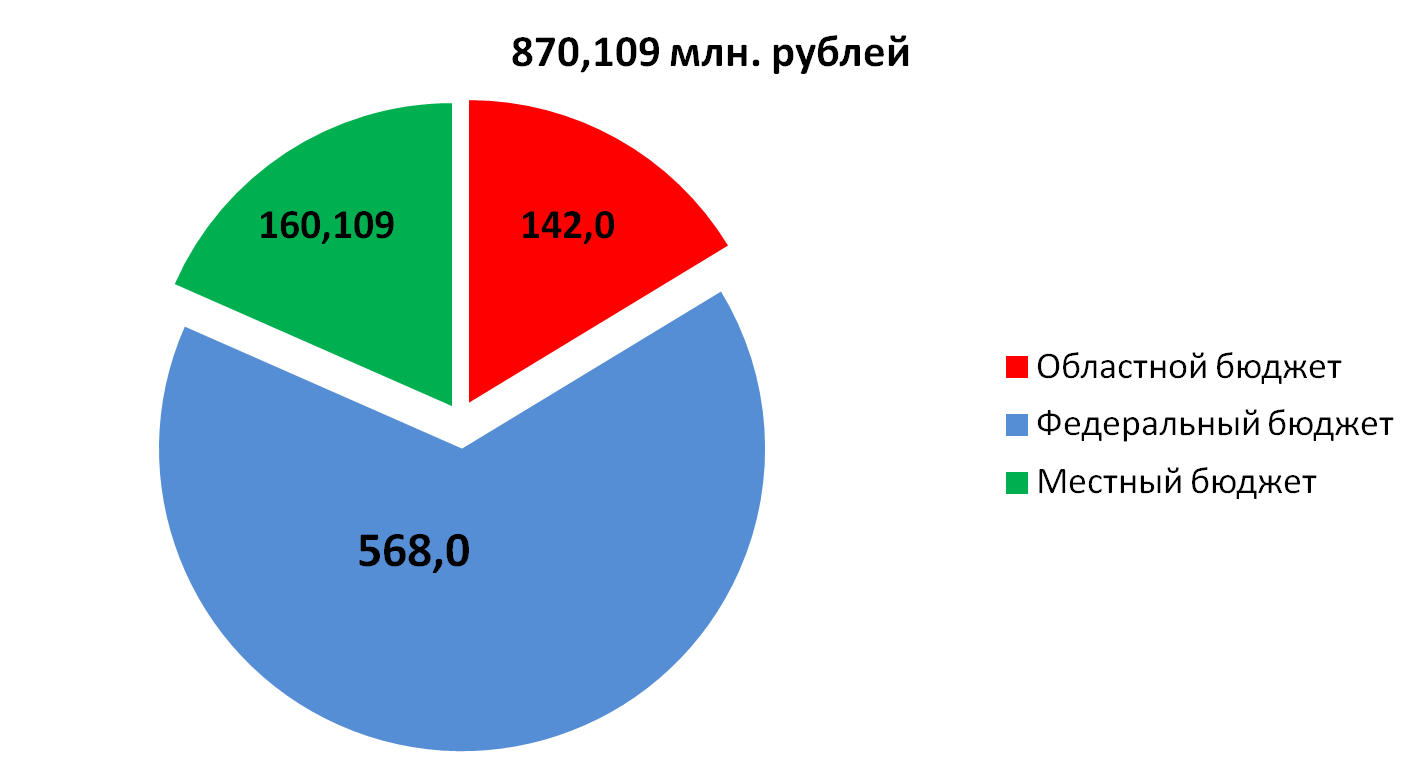 870,109 млн. рублей
160,109
142,0
568,0
Областной бюджет
Федеральный бюджет
Местный бюджет